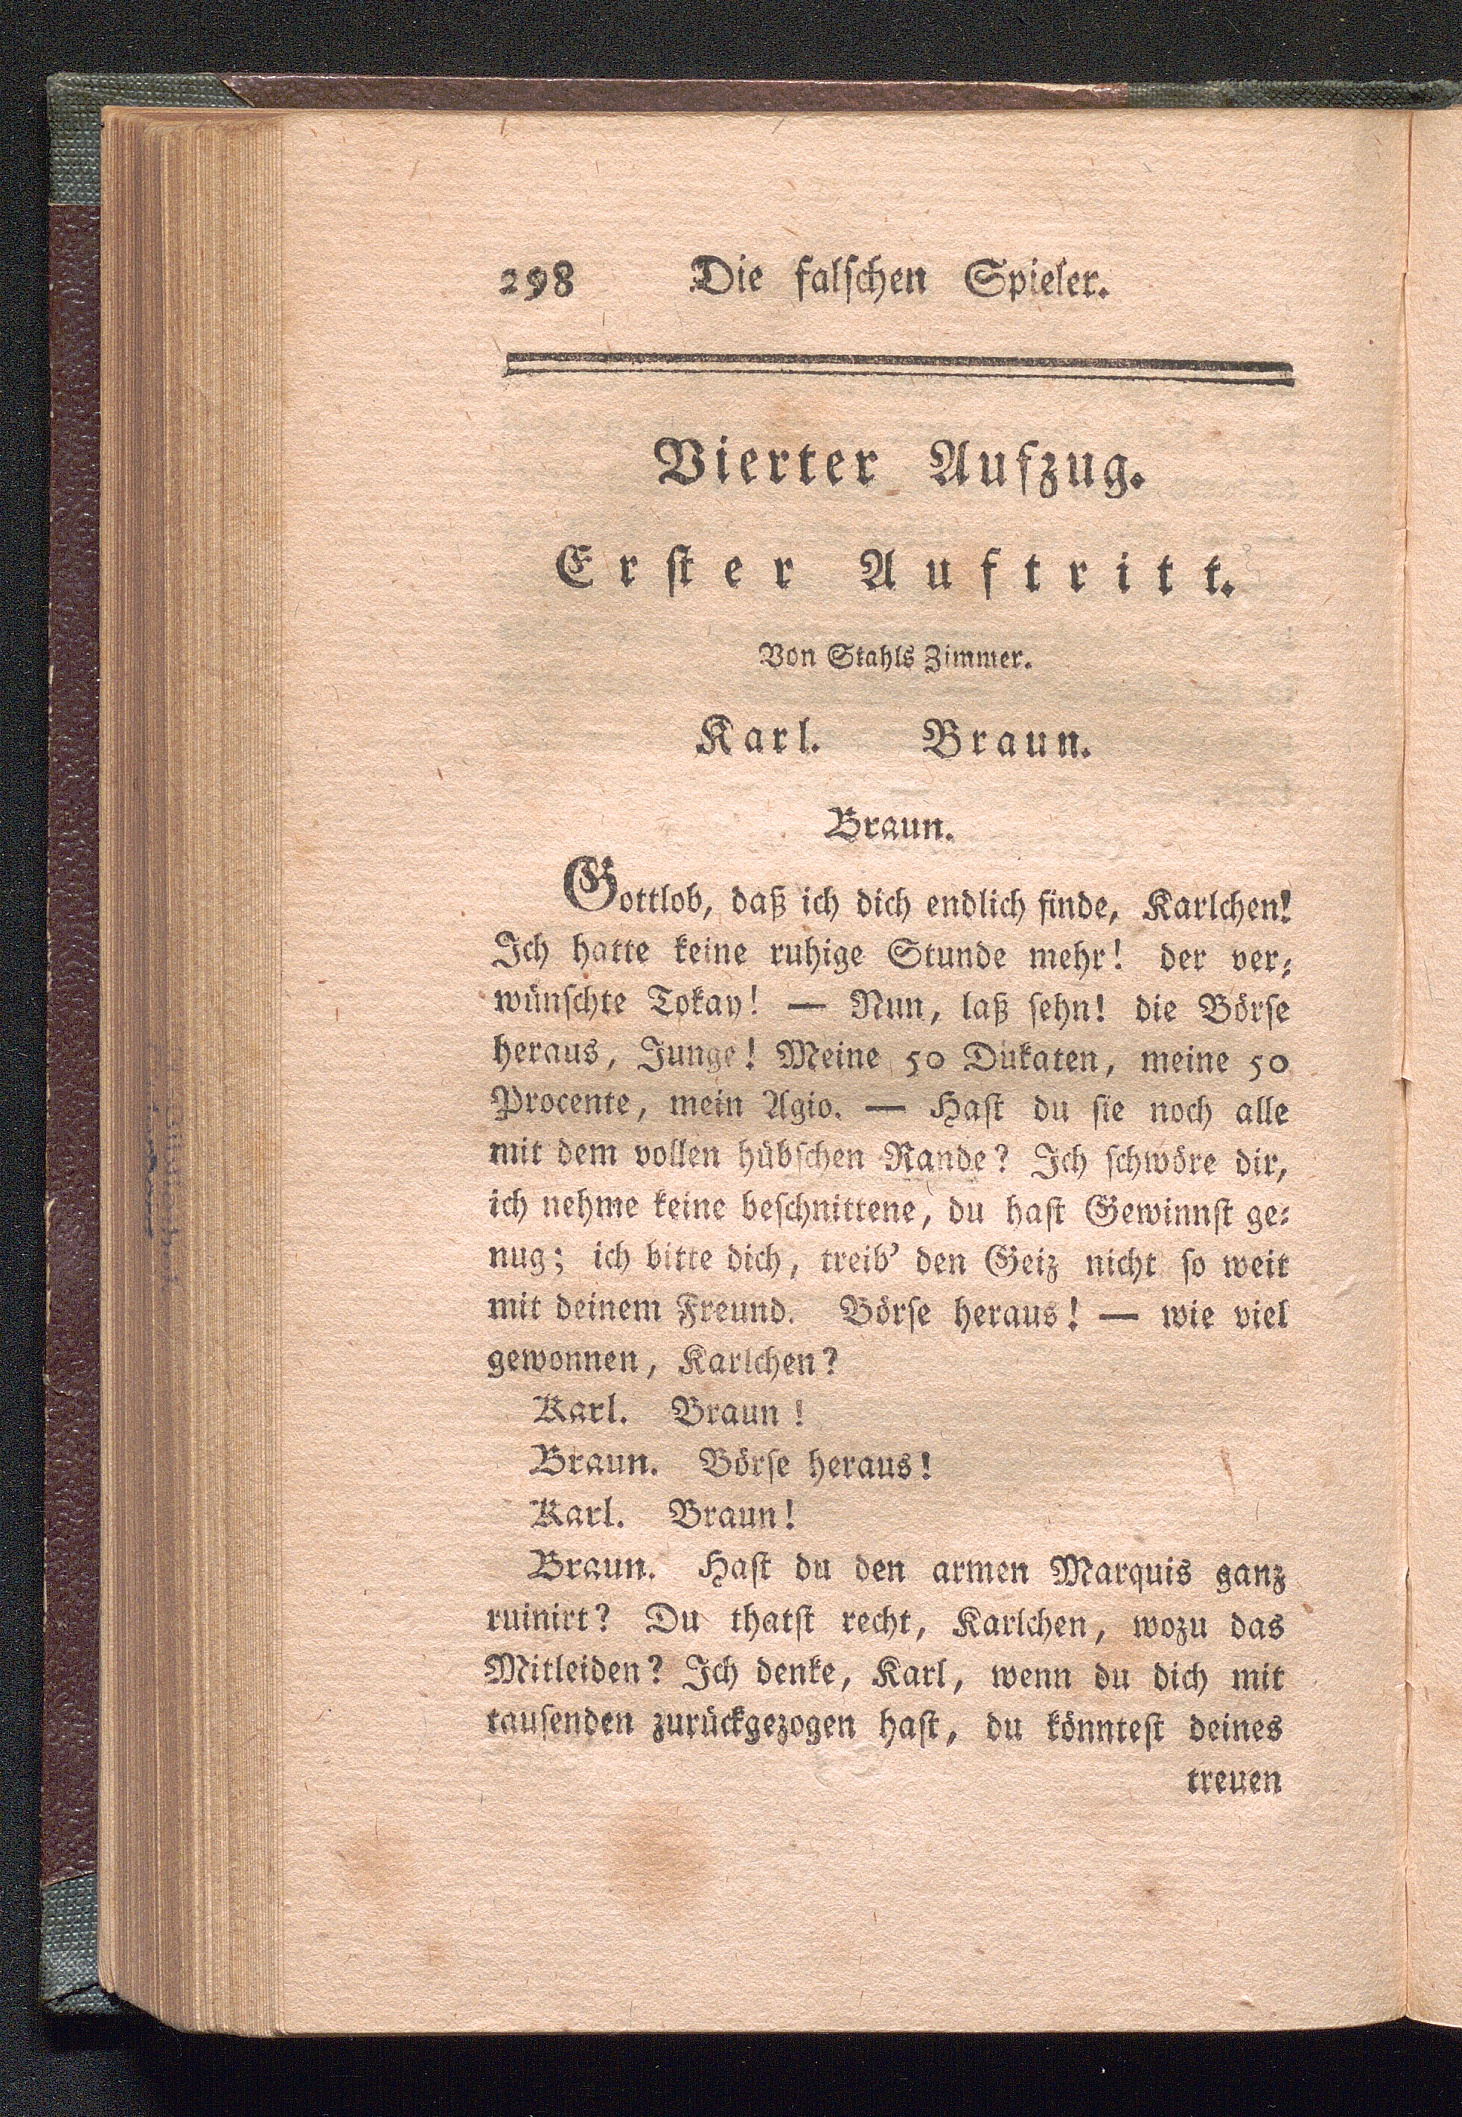 298 Die falschen Spieler.
Vierter Aufzug.
Erster Auftritt.
Von Stahls Zimmer.
Karl. Braun.
Braun.
Gottlob, daß ich dich endlich finde, Karlchen!
Ich hatte keine ruhige Stunde mehr! der ver-
wünschte Tokay! — Nun, laß sehn! die Börse
heraus, Junge! Meine 50 Dukaten, meine 50
Procente, mein Agio. — Hast du sie noch alle
mit dem vollen hübschen Rande? Ich schwöre dir,
ich nehme keine beschnittene, du hast Gewinnst ge-
nug; ich bitte dich, treib' den Geiz nicht so weit
mit deinem Freund. Börse heraus! — wie viel
gewonnen, Karlchen?
Karl. Braun!
Braun. Börse heraus!
Karl. Braun!
Braun. Hast du den armen Marquis ganz
ruinirt? Du thatst recht, Karlchen, wozu das
Mitleiden? Ich denke, Karl, wenn du dich mit
tausenden zurückgezogen hast, du könntest deines
treuen